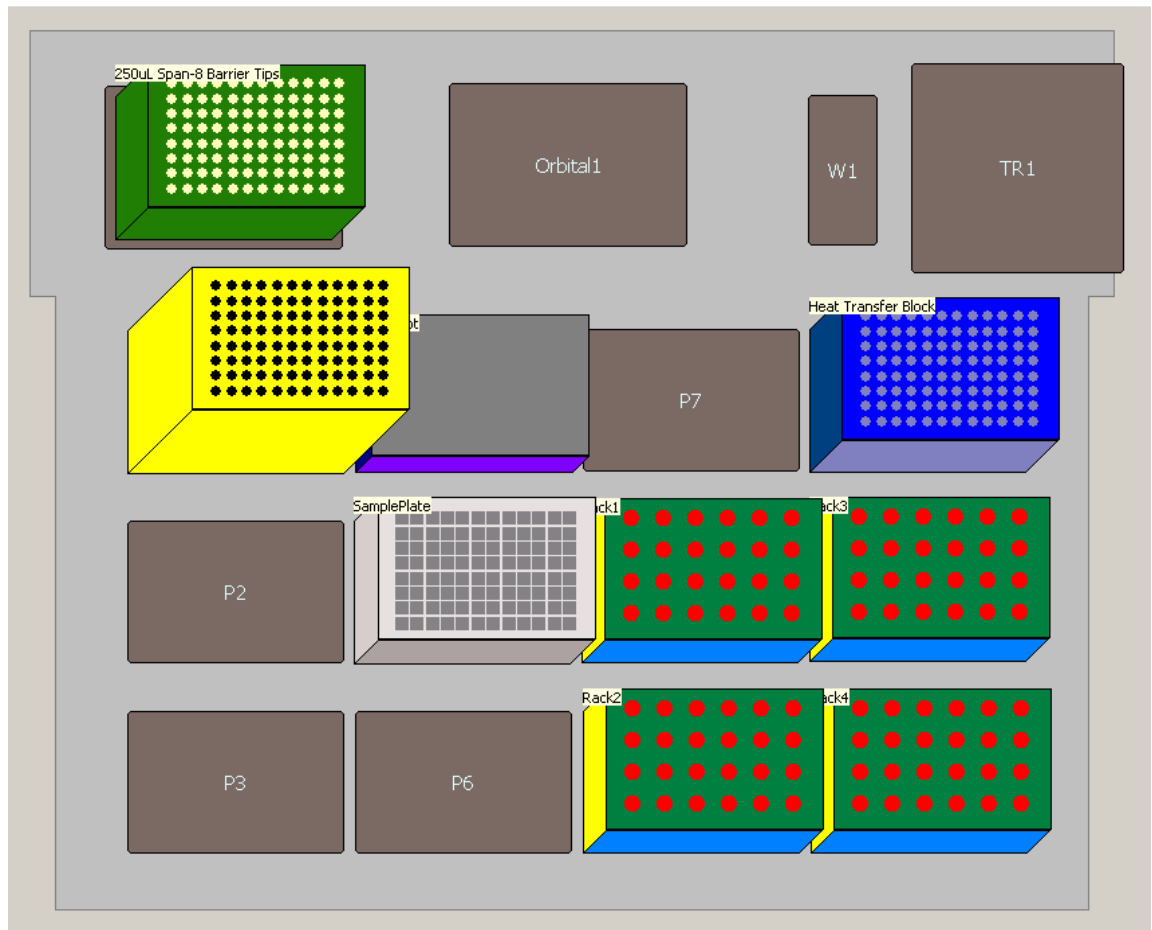 250uL Span-8 Barrier Tips
Orbital1
W1
TR1
Heat Transfer Block
P7
SamplePlate
P2
Rack2
P3
P6